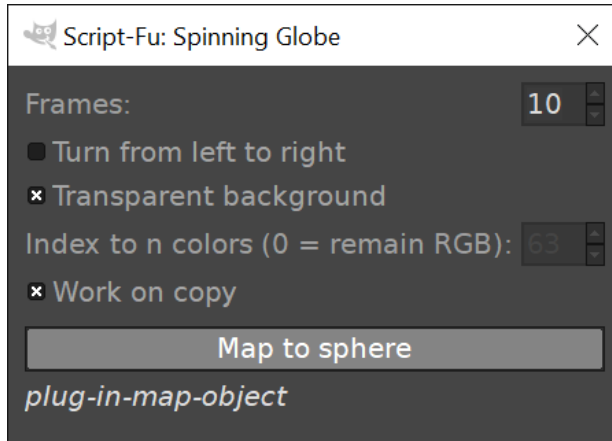 Script-Fu: Spinning Globe
Frames: 10
Turn from left to right
Transparent background
Index to n colors (0 = remain RGB): 63
Work on copy
Map to sphere
plug-in-map-object